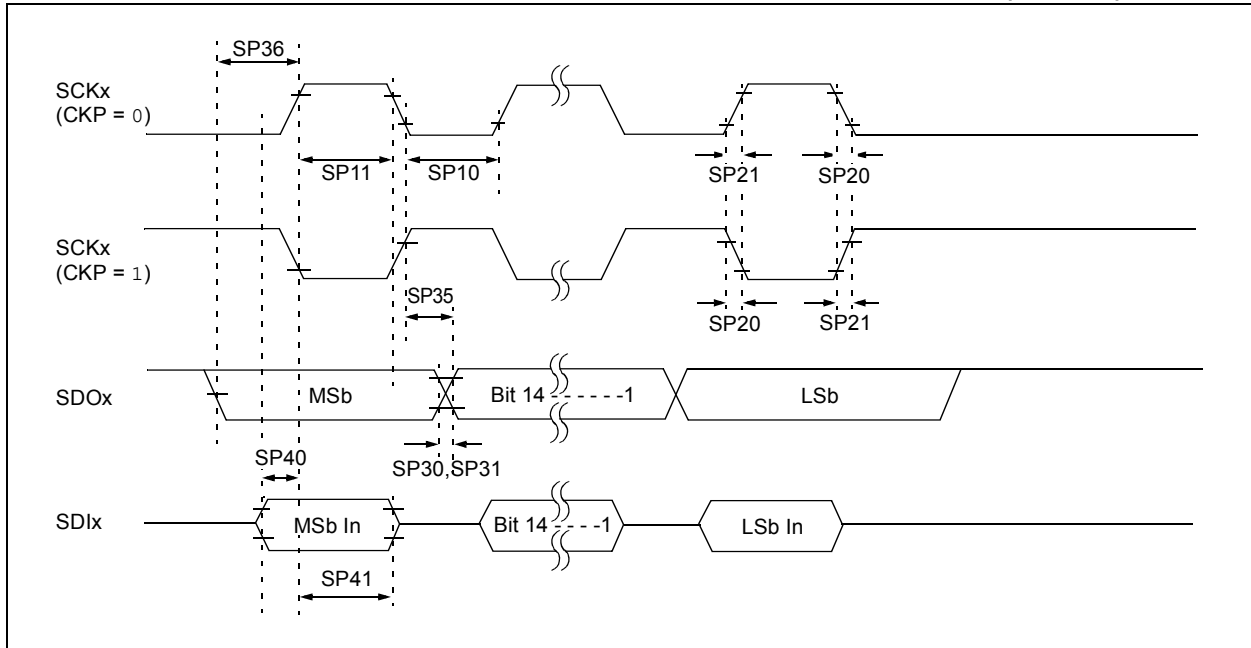 SP36
SCKx
(CKP = 0)
SP11
SP10
SP21
SP20
SCKx
(CKP = 1)
SP35
SP20
SP21
SDOx
MSb
Bit 14 - - - - - -1
LSb
SP40
SP30,SP31
SDIx
MSb In
Bit 14 - - - -1
LSb In
SP41